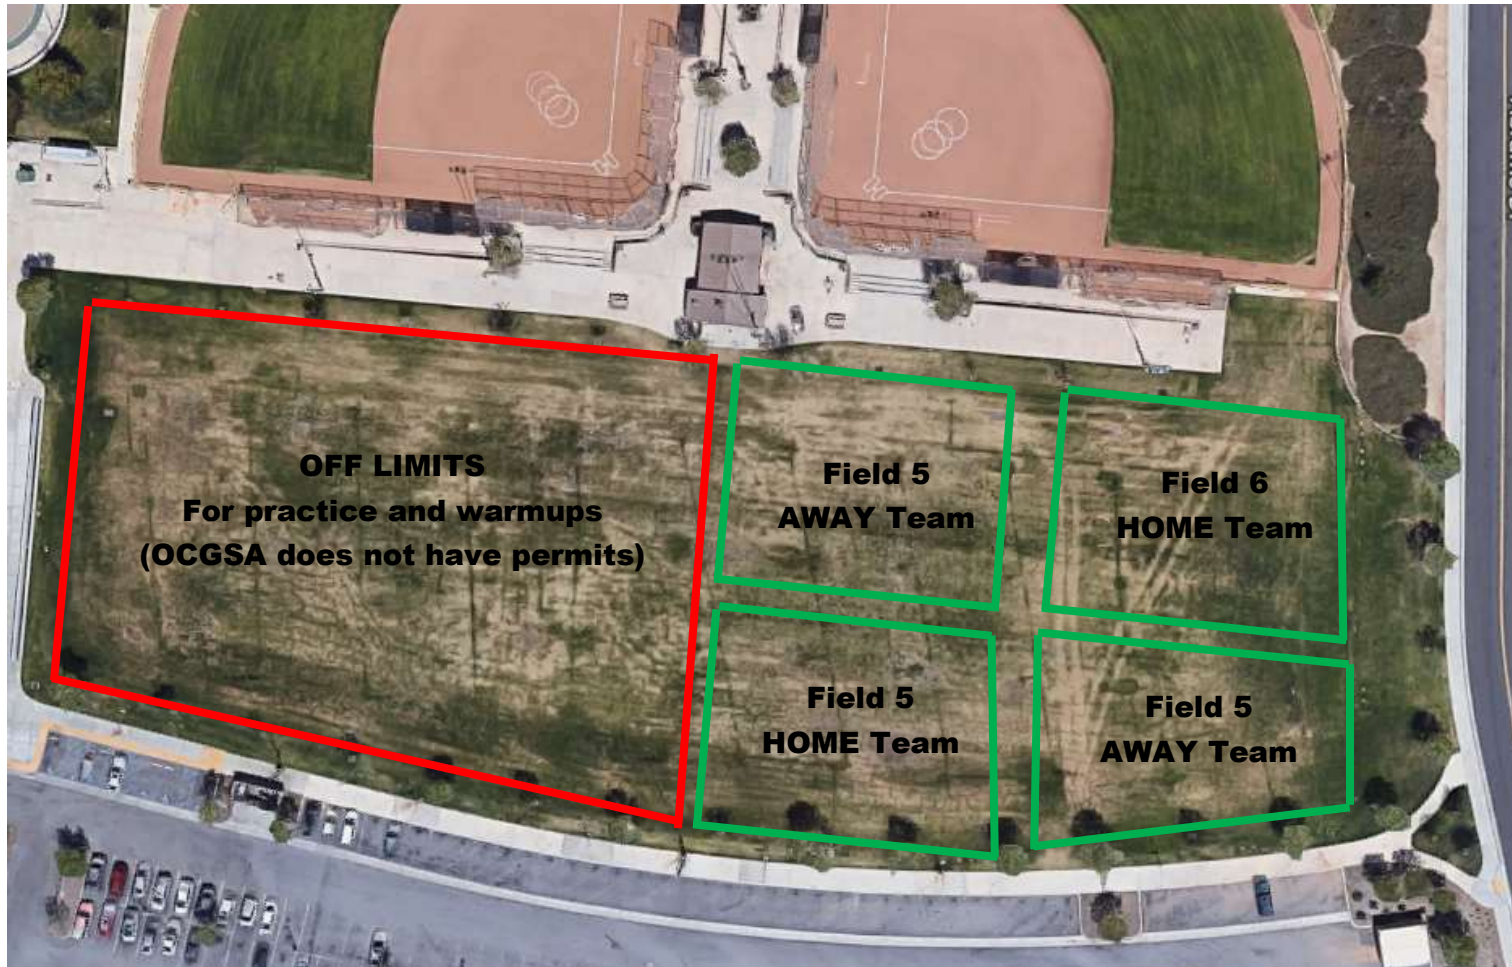 OFF LIMITS
For practice and warmups
(OCGSA does not have permits)
Field 5
AWAY Team
Field 6
HOME Team
Field 5
HOME Team
Field 5
AWAY Team